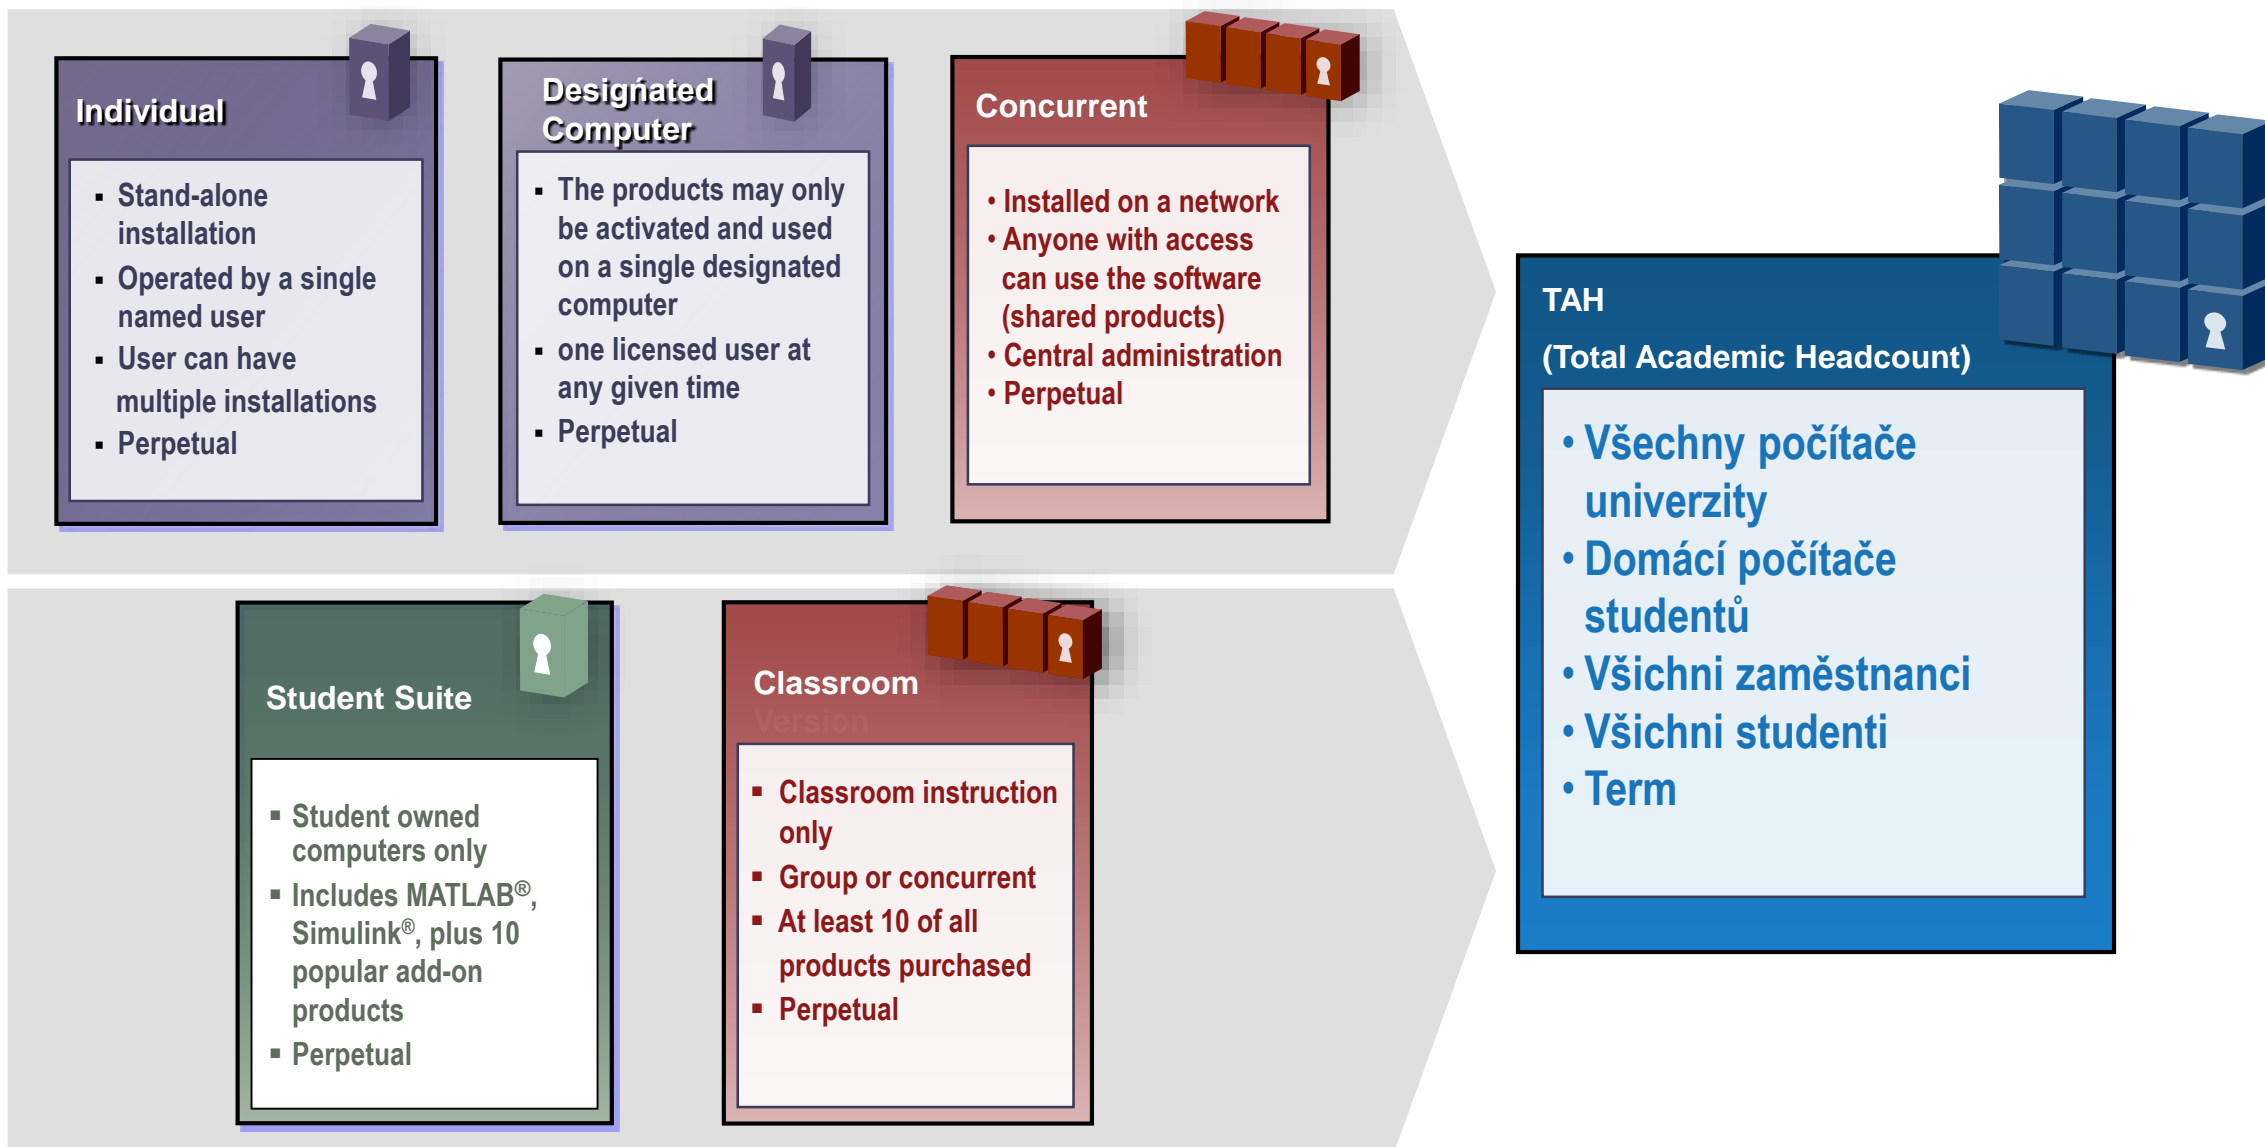 Individual
Stand-alone
installation
Operated by a single
named user
User can have
multiple installations
Perpetual
Designated
Computer
The products may only
be activated and used
on a single designated
computer
one licensed user at
any given time
Perpetual
Concurrent
• Installed on a network
• Anyone with access
can use the software
(shared products)
• Central administration
• Perpetual
Student Suite
Student owned
computers only
Includes MATLAB®,
Simulink®, plus 10
popular add-on
products
Perpetual
Classroom
Version
Classroom instruction
only
Group or concurrent
At least 10 of all
products purchased
Perpetual
TAH
(Total Academic Headcount)
• Všechny počítače
univerzity
• Domácí počítače
studentů
• Všichni zaměstnanci
• Všichni studenti
• Term